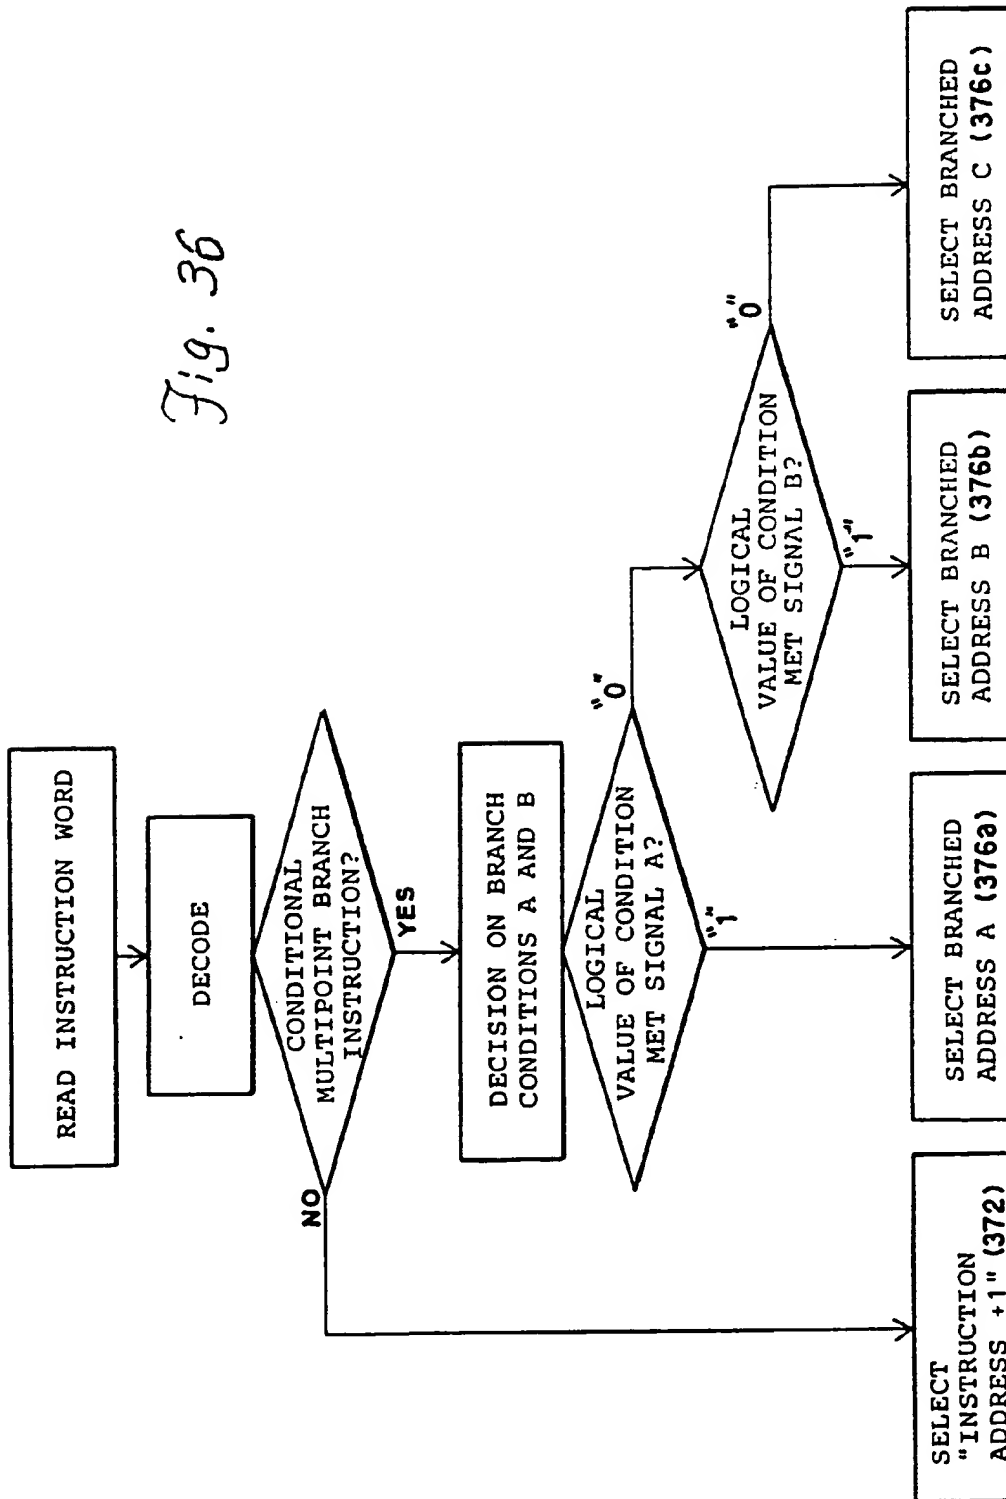 Fig. 36
READ INSTRUCTION WORD
DECODE
CONDITIONAL
MULTIPOINT BRANCH
INSTRUCTION?
NO
YES
DECISION ON BRANCH
CONDITIONS A AND B
LOGICAL
VALUE OF CONDITION
MET SIGNAL A?
"0"
"1"
LOGICAL
VALUE OF CONDITION
MET SIGNAL B?
"0"
"1"
SELECT
"INSTRUCTION
ADDRESS +1" (372)
SELECT BRANCHED
ADDRESS A (376a)
SELECT BRANCHED
ADDRESS B (376b)
SELECT BRANCHED
ADDRESS C (376c)